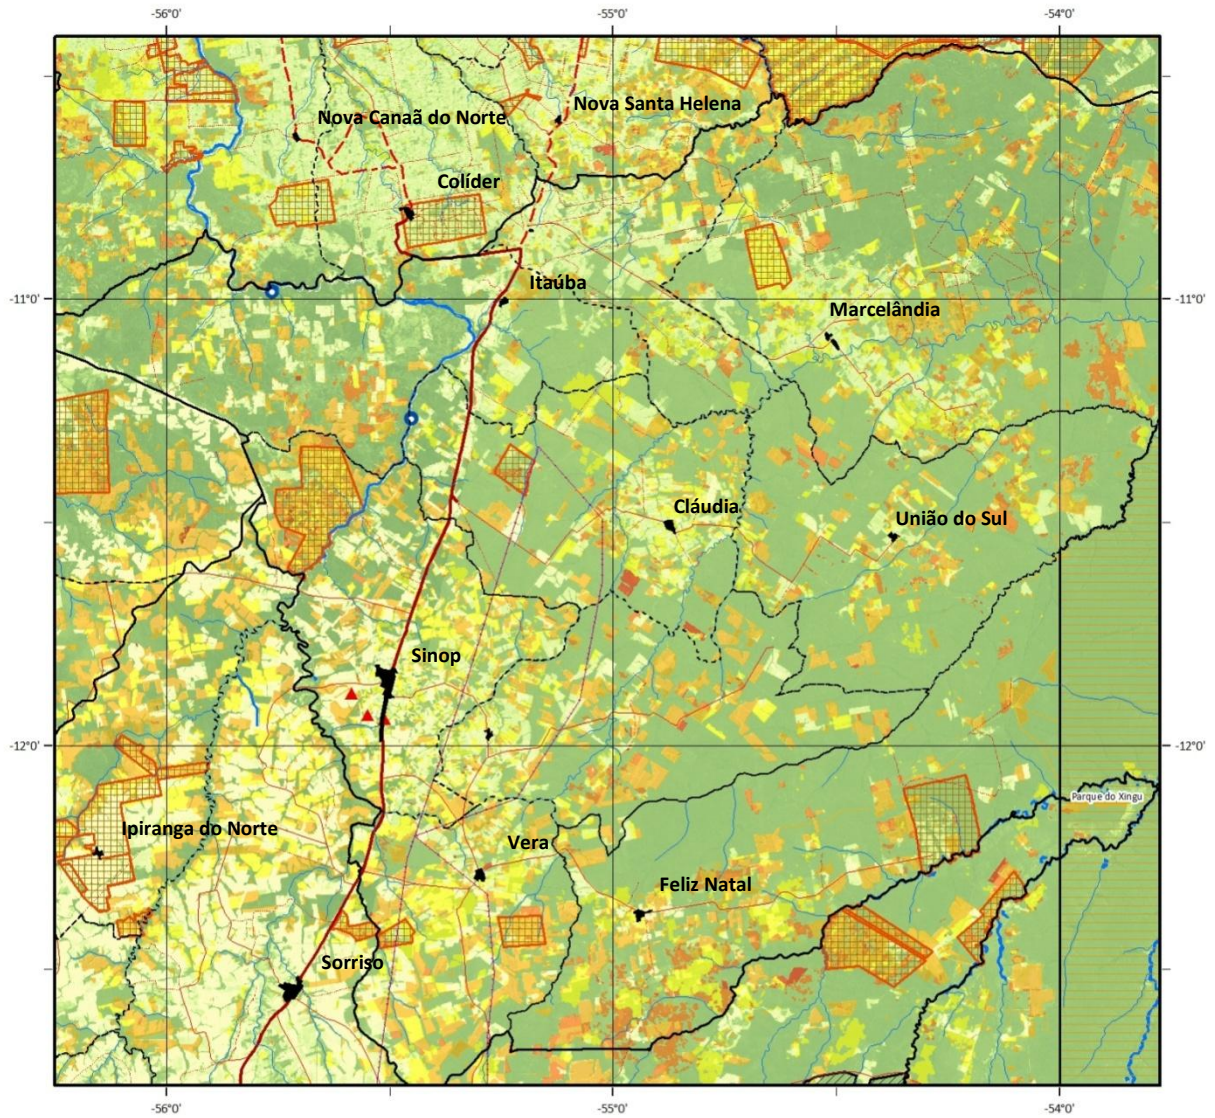 -56°0' -55°0' -54°0'
Nova Santa Helena
Nova Canaã do Norte
Colíder
Itaúba
-11°0' -11°0'
Marcelândia
Cláudia
União do Sul
Sinop
-12°0' -12°0'
Parque do Xingu
Ipiranga do Norte
Vera
Feliz Natal
Sorriso
-56°0' -55°0' -54°0'